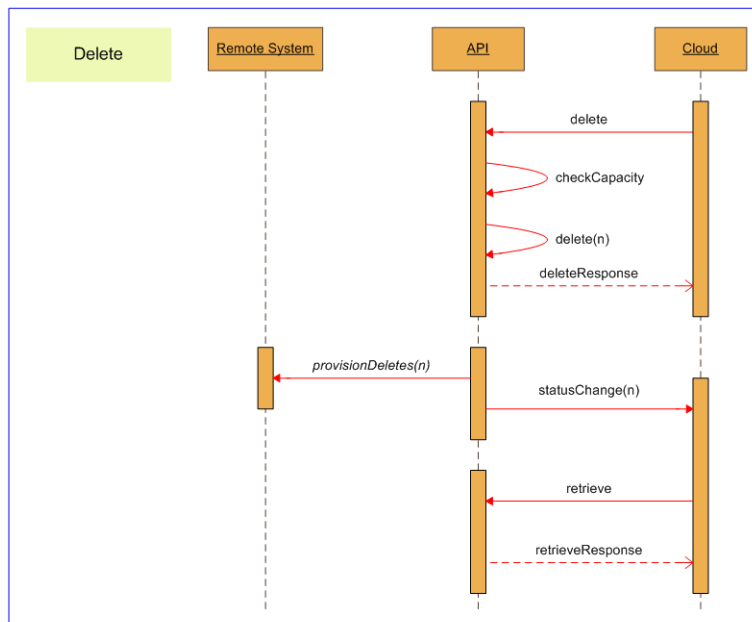 Delete
Remote System
API
Cloud
delete
checkCapacity
delete(n)
deleteResponse
provisionDeletes(n)
statusChange(n)
retrieve
retrieveResponse